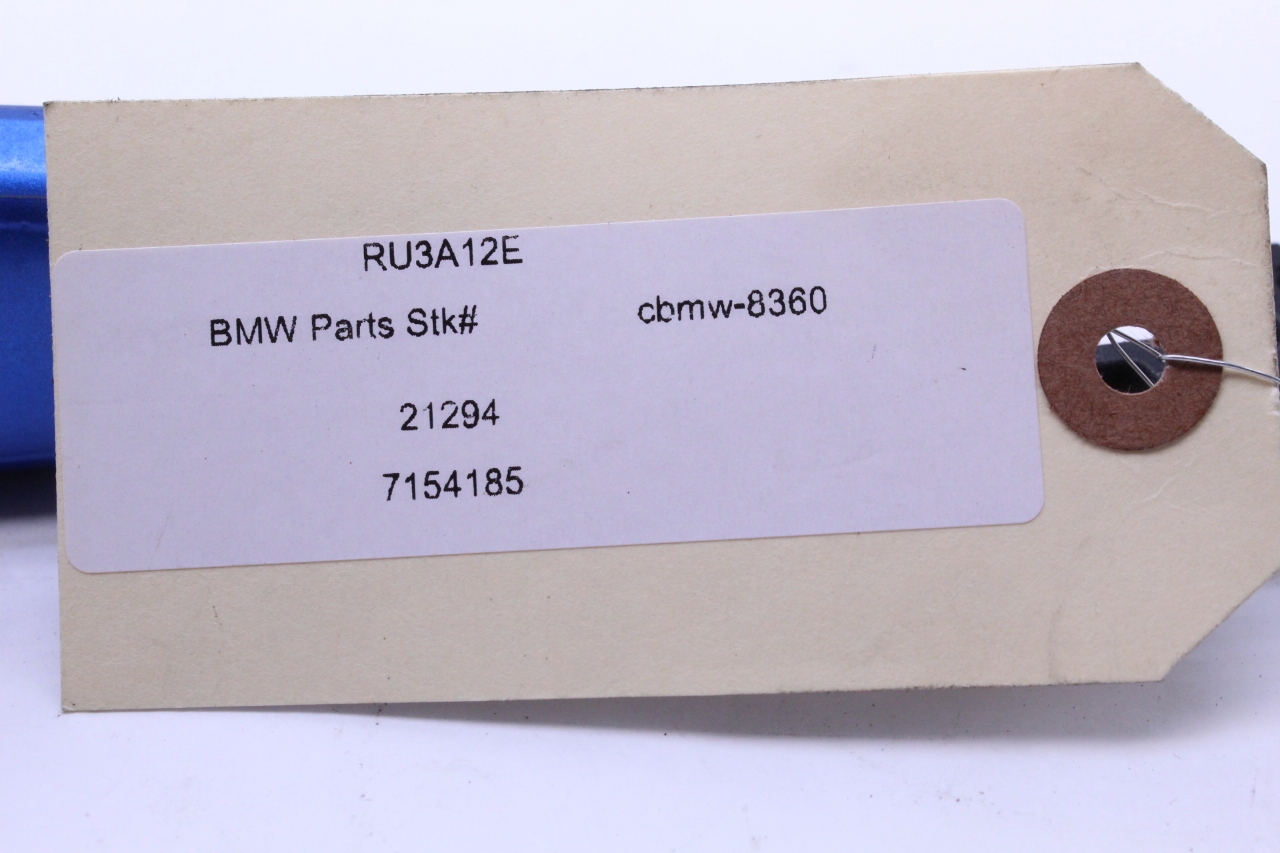 RU3A12E
BMW Parts Stk# cbmw-8360
21294
7154185